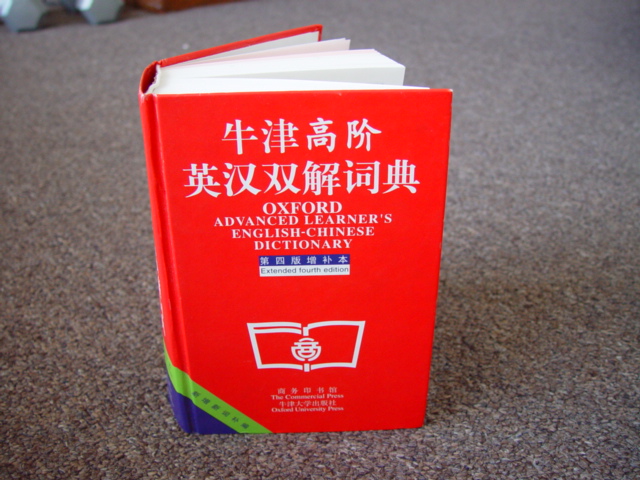 牛津高阶
英汉双解词典
OXFORD
ADVANCED LEARNER'S
ENGLISH-CHINESE
DICTIONARY
第四版增补本
Extended fourth edition
商务印书馆
The Commercial Press
牛津大学出版社
Oxford University Press